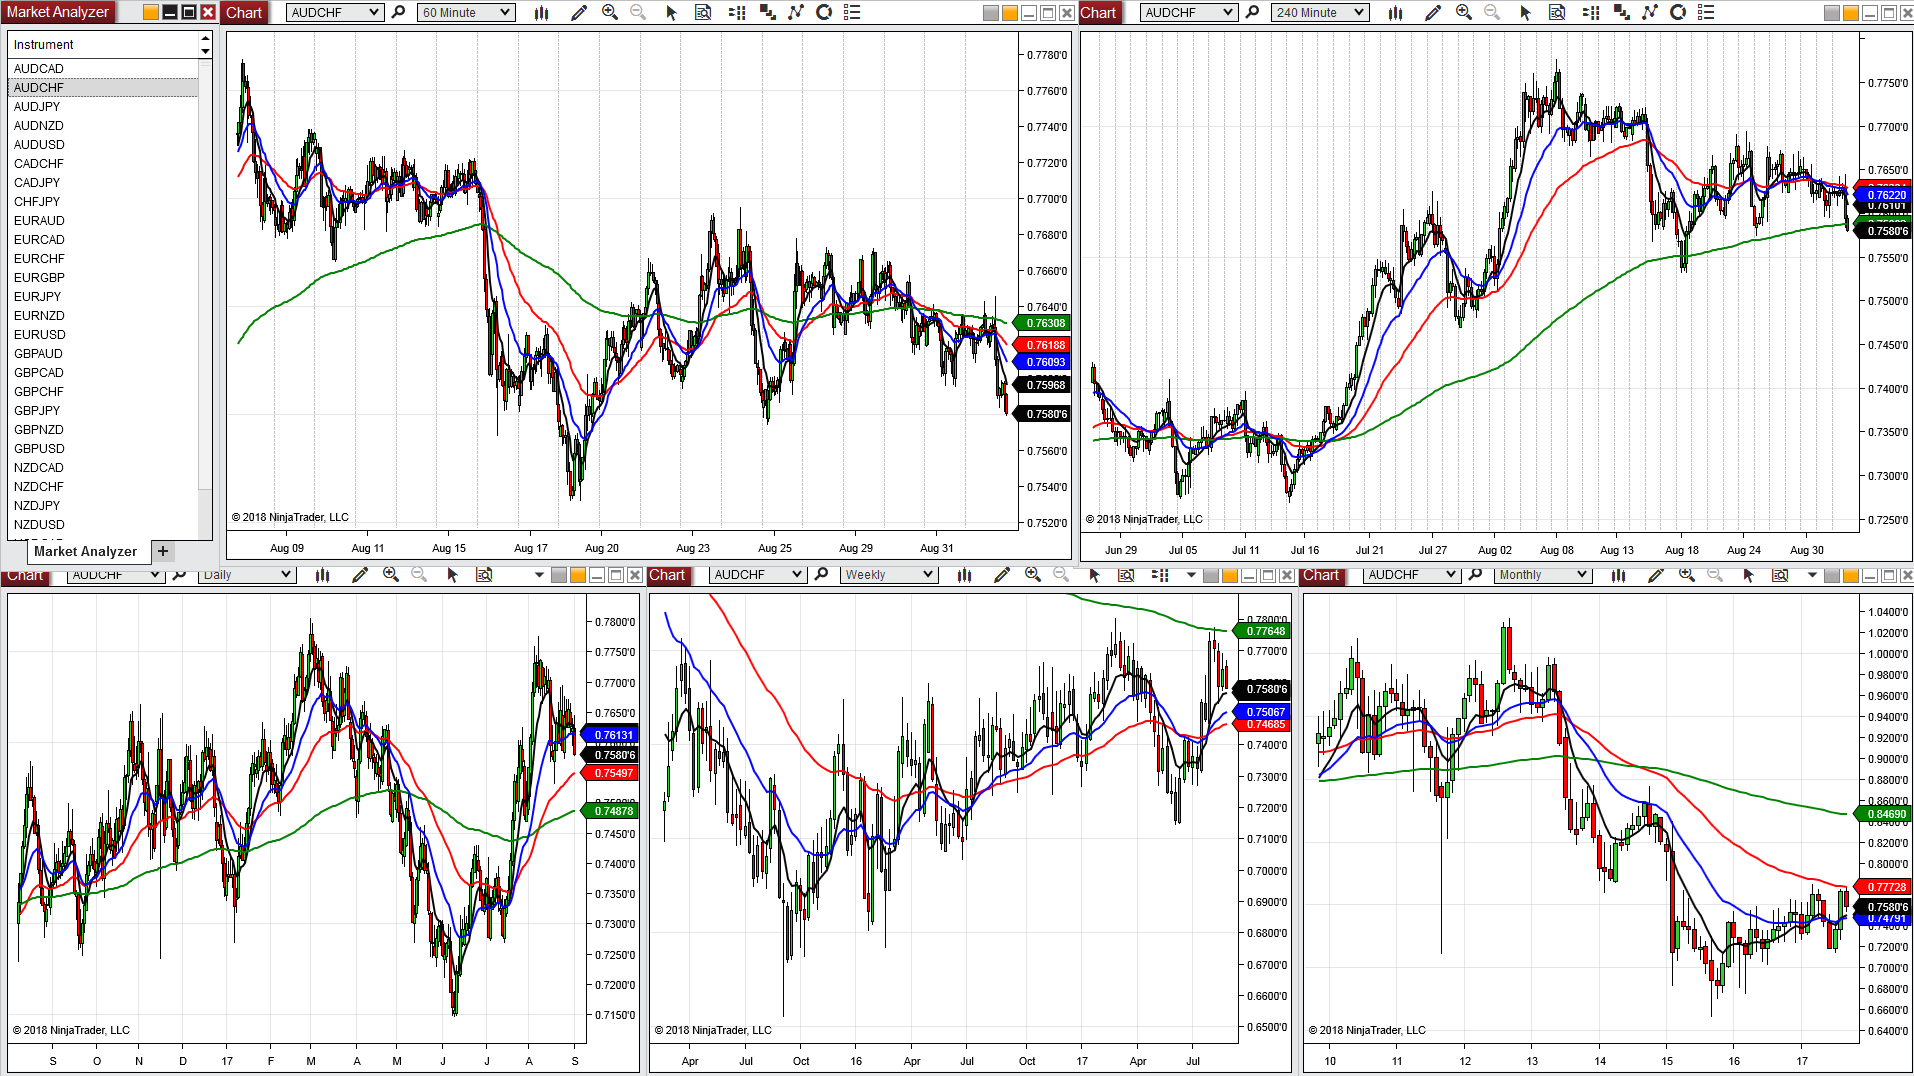 Market Analyzer
Instrument
AUDCAD
AUDCHF
AUDJPY
AUDNZD
AUDUSD
CADCHF
CADJPY
CHFJPY
EURAUD
EURCAD
EURCHF
EURGBP
EURJPY
EURNZD
EURUSD
GBPAUD
GBPCAD
GBPCHF
GBPJPY
GBPNZD
GBPUSD
NZDCAD
NZDCHF
NZDJPY
NZDUSD
Market Analyzer +
Chart AUDCHF 60 Minute
0.7780'0
0.7760'0
0.7740'0
0.7720'0
0.7700'0
0.7680'0
0.7660'0
0.7640'0
0.76308
0.76188
0.76093
0.75968
0.7580'6
0.7560'0
0.7540'0
0.7520'0
© 2018 NinjaTrader, LLC
Aug 09 Aug 11 Aug 15 Aug 17 Aug 20 Aug 23 Aug 25 Aug 29 Aug 31
Chart AUDCHF 240 Minute
0.7750'0
0.7700'0
0.7650'0
0.76220
0.76101
0.7580'6
0.7550'0
0.7500'0
0.7450'0
0.7400'0
0.7350'0
0.7300'0
0.7250'0
© 2018 NinjaTrader, LLC
Jun 29 Jul 05 Jul 11 Jul 16 Jul 21 Jul 27 Aug 02 Aug 08 Aug 13 Aug 18 Aug 24 Aug 30
Chart AUDCHF Daily
0.7800'0
0.7750'0
0.7700'0
0.7650'0
0.76131
0.7580'6
0.75497
0.74878
0.7450'0
0.7400'0
0.7350'0
0.7300'0
0.7250'0
0.7200'0
0.7150'0
© 2018 NinjaTrader, LLC
S O N D 17 F M A M J J A S
Chart AUDCHF Weekly
0.7800'0
0.77648
0.7700'0
0.7580'6
0.75067
0.74685
0.7400'0
0.7300'0
0.7200'0
0.7100'0
0.7000'0
0.6900'0
0.6800'0
0.6700'0
0.6600'0
0.6500'0
© 2018 NinjaTrader, LLC
Apr Jul Oct 16 Apr Jul Oct 17 Apr Jul
Chart AUDCHF Monthly
1.0400'0
1.0200'0
1.0000'0
0.9800'0
0.9600'0
0.9400'0
0.9200'0
0.9000'0
0.8800'0
0.8600'0
0.84690
0.8400'0
0.8200'0
0.8000'0
0.77728
0.7580'6
0.74791
0.7400'0
0.7200'0
0.7000'0
0.6800'0
0.6600'0
0.6400'0
© 2018 NinjaTrader, LLC
10 11 12 13 14 15 16 17